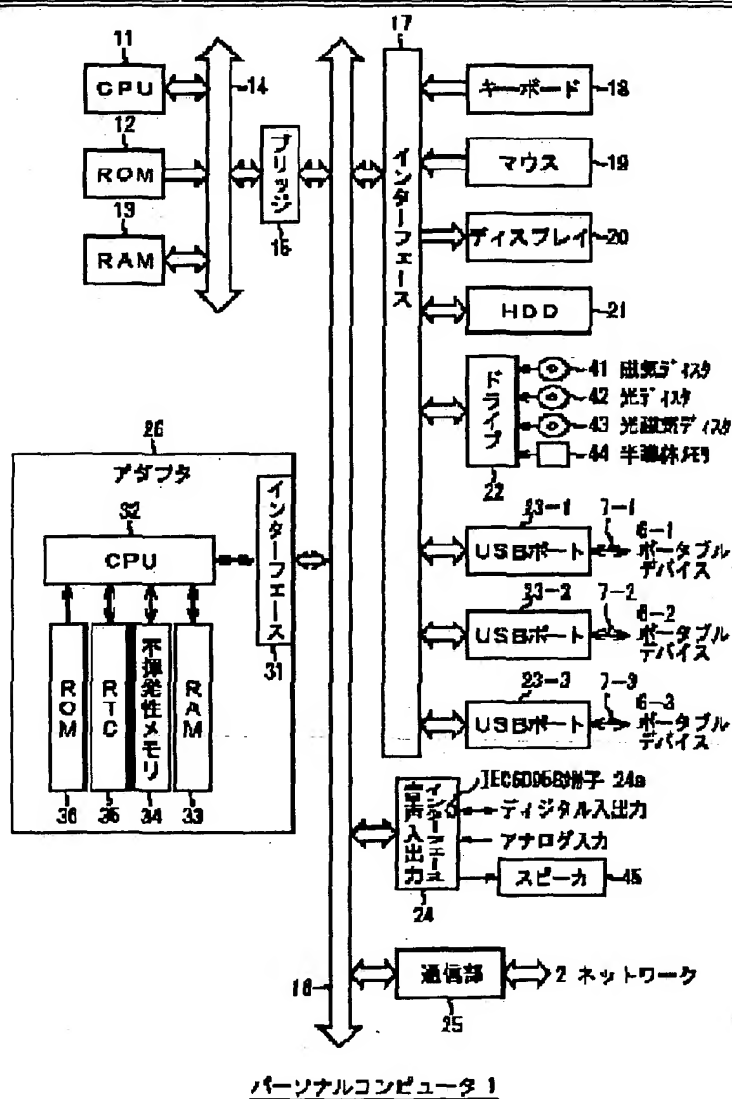 17
11
CPU
14
12
ROM
13
RAM
ブリッジ
15
インターフェース
キーボード
18
マウス
19
ディスプレイ
20
HDD
21
ドライブ
22
41 磁気ディスク
42 光ディスク
43 光磁気ディスク
44 半導体メモリ
26
アダプタ
32
CPU
インターフェース
31
ROM
RTC
不揮発性メモリ
RAM
36
35
34
33
23-1
USBポート
7-1
6-1
ポータブル
デバイス
23-2
USBポート
7-2
6-2
ポータブル
デバイス
23-3
USBポート
7-3
6-3
ポータブル
デバイス
音声入出力
インターフェース
24
IEC60958端子 24a
ディジタル入出力
アナログ入力
スピーカ
45
16
通信部
25
2 ネットワーク
パーソナルコンピュータ 1